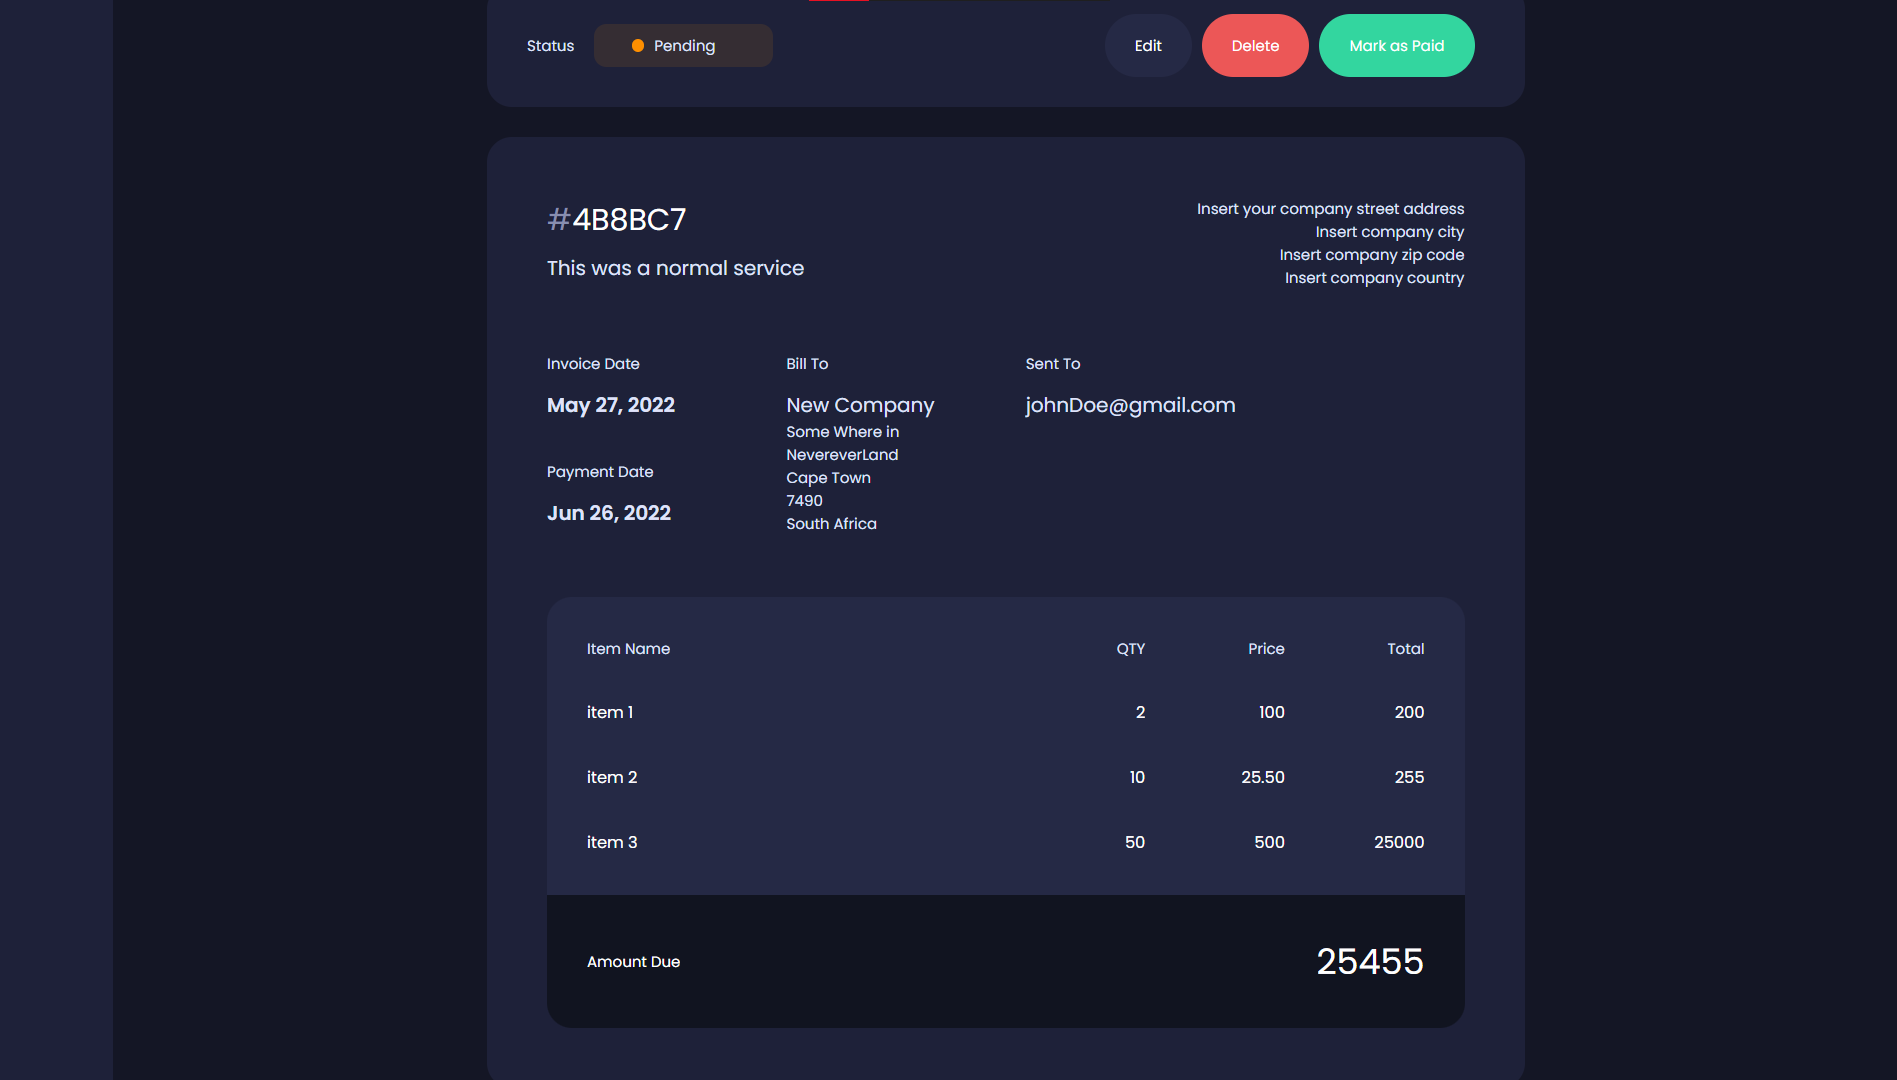 Status Pending Edit Delete Mark as Paid
#4B8BC7
This was a normal service
Insert your company street address
Insert company city
Insert company zip code
Insert company country
Invoice Date
May 27, 2022
Payment Date
Jun 26, 2022
Bill To
New Company
Some Where in
NevereverLand
Cape Town
7490
South Africa
Sent To
johnDoe@gmail.com
Item Name QTY Price Total
item 1 2 100 200
item 2 10 25.50 255
item 3 50 500 25000
Amount Due 25455